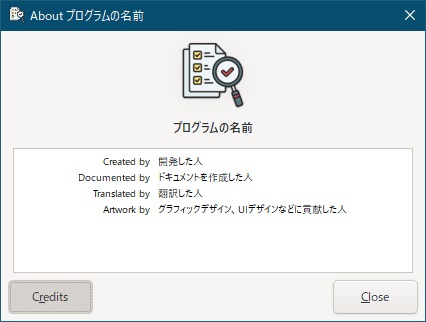 About プログラムの名前
プログラムの名前
Created by 開発した人
Documented by ドキュメントを作成した人
Translated by 翻訳した人
Artwork by グラフィックデザイン、UIデザインなどに貢献した人
Credits
Close